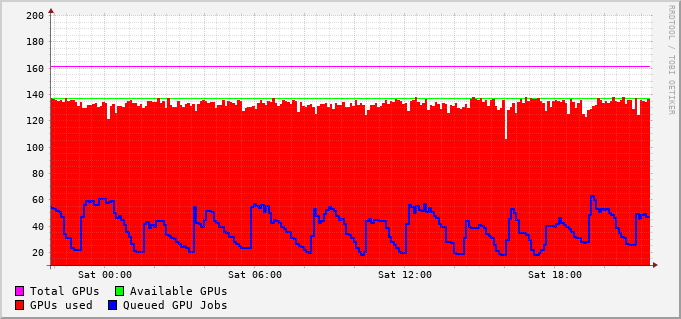 200
180
160
140
120
100
80
60
40
20
Sat 00:00 Sat 06:00 Sat 12:00 Sat 18:00
Total GPUs Available GPUs
GPUs used Queued GPU Jobs
RRDTOOL / TOBI OETIKER